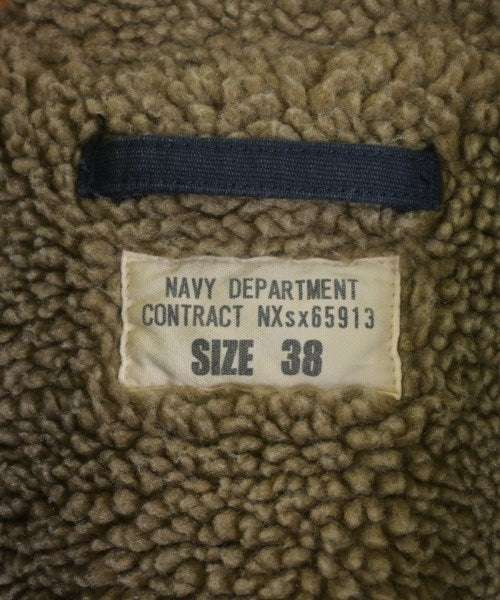 NAVY DEPARTMENT
CONTRACT NXsx65913
SIZE 38